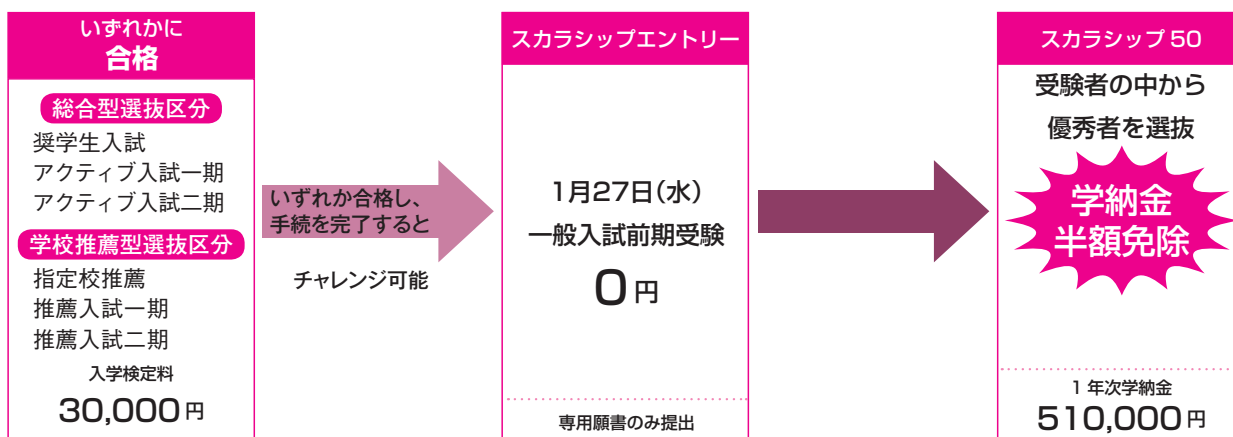 いずれかに
合格
総合型選抜区分
奨学生入試
アクティブ入試一期
アクティブ入試二期
学校推薦型選抜区分
指定校推薦
推薦入試一期
推薦入試二期
入学検定料
30,000円
いずれか合格し、
手続を完了すると
チャレンジ可能
スカラシップエントリー
1月27日(水)
一般入試前期受験
0円
専用願書のみ提出
スカラシップ 50
受験者の中から
優秀者を選抜
学納金
半額免除
1 年次学納金
510,000円